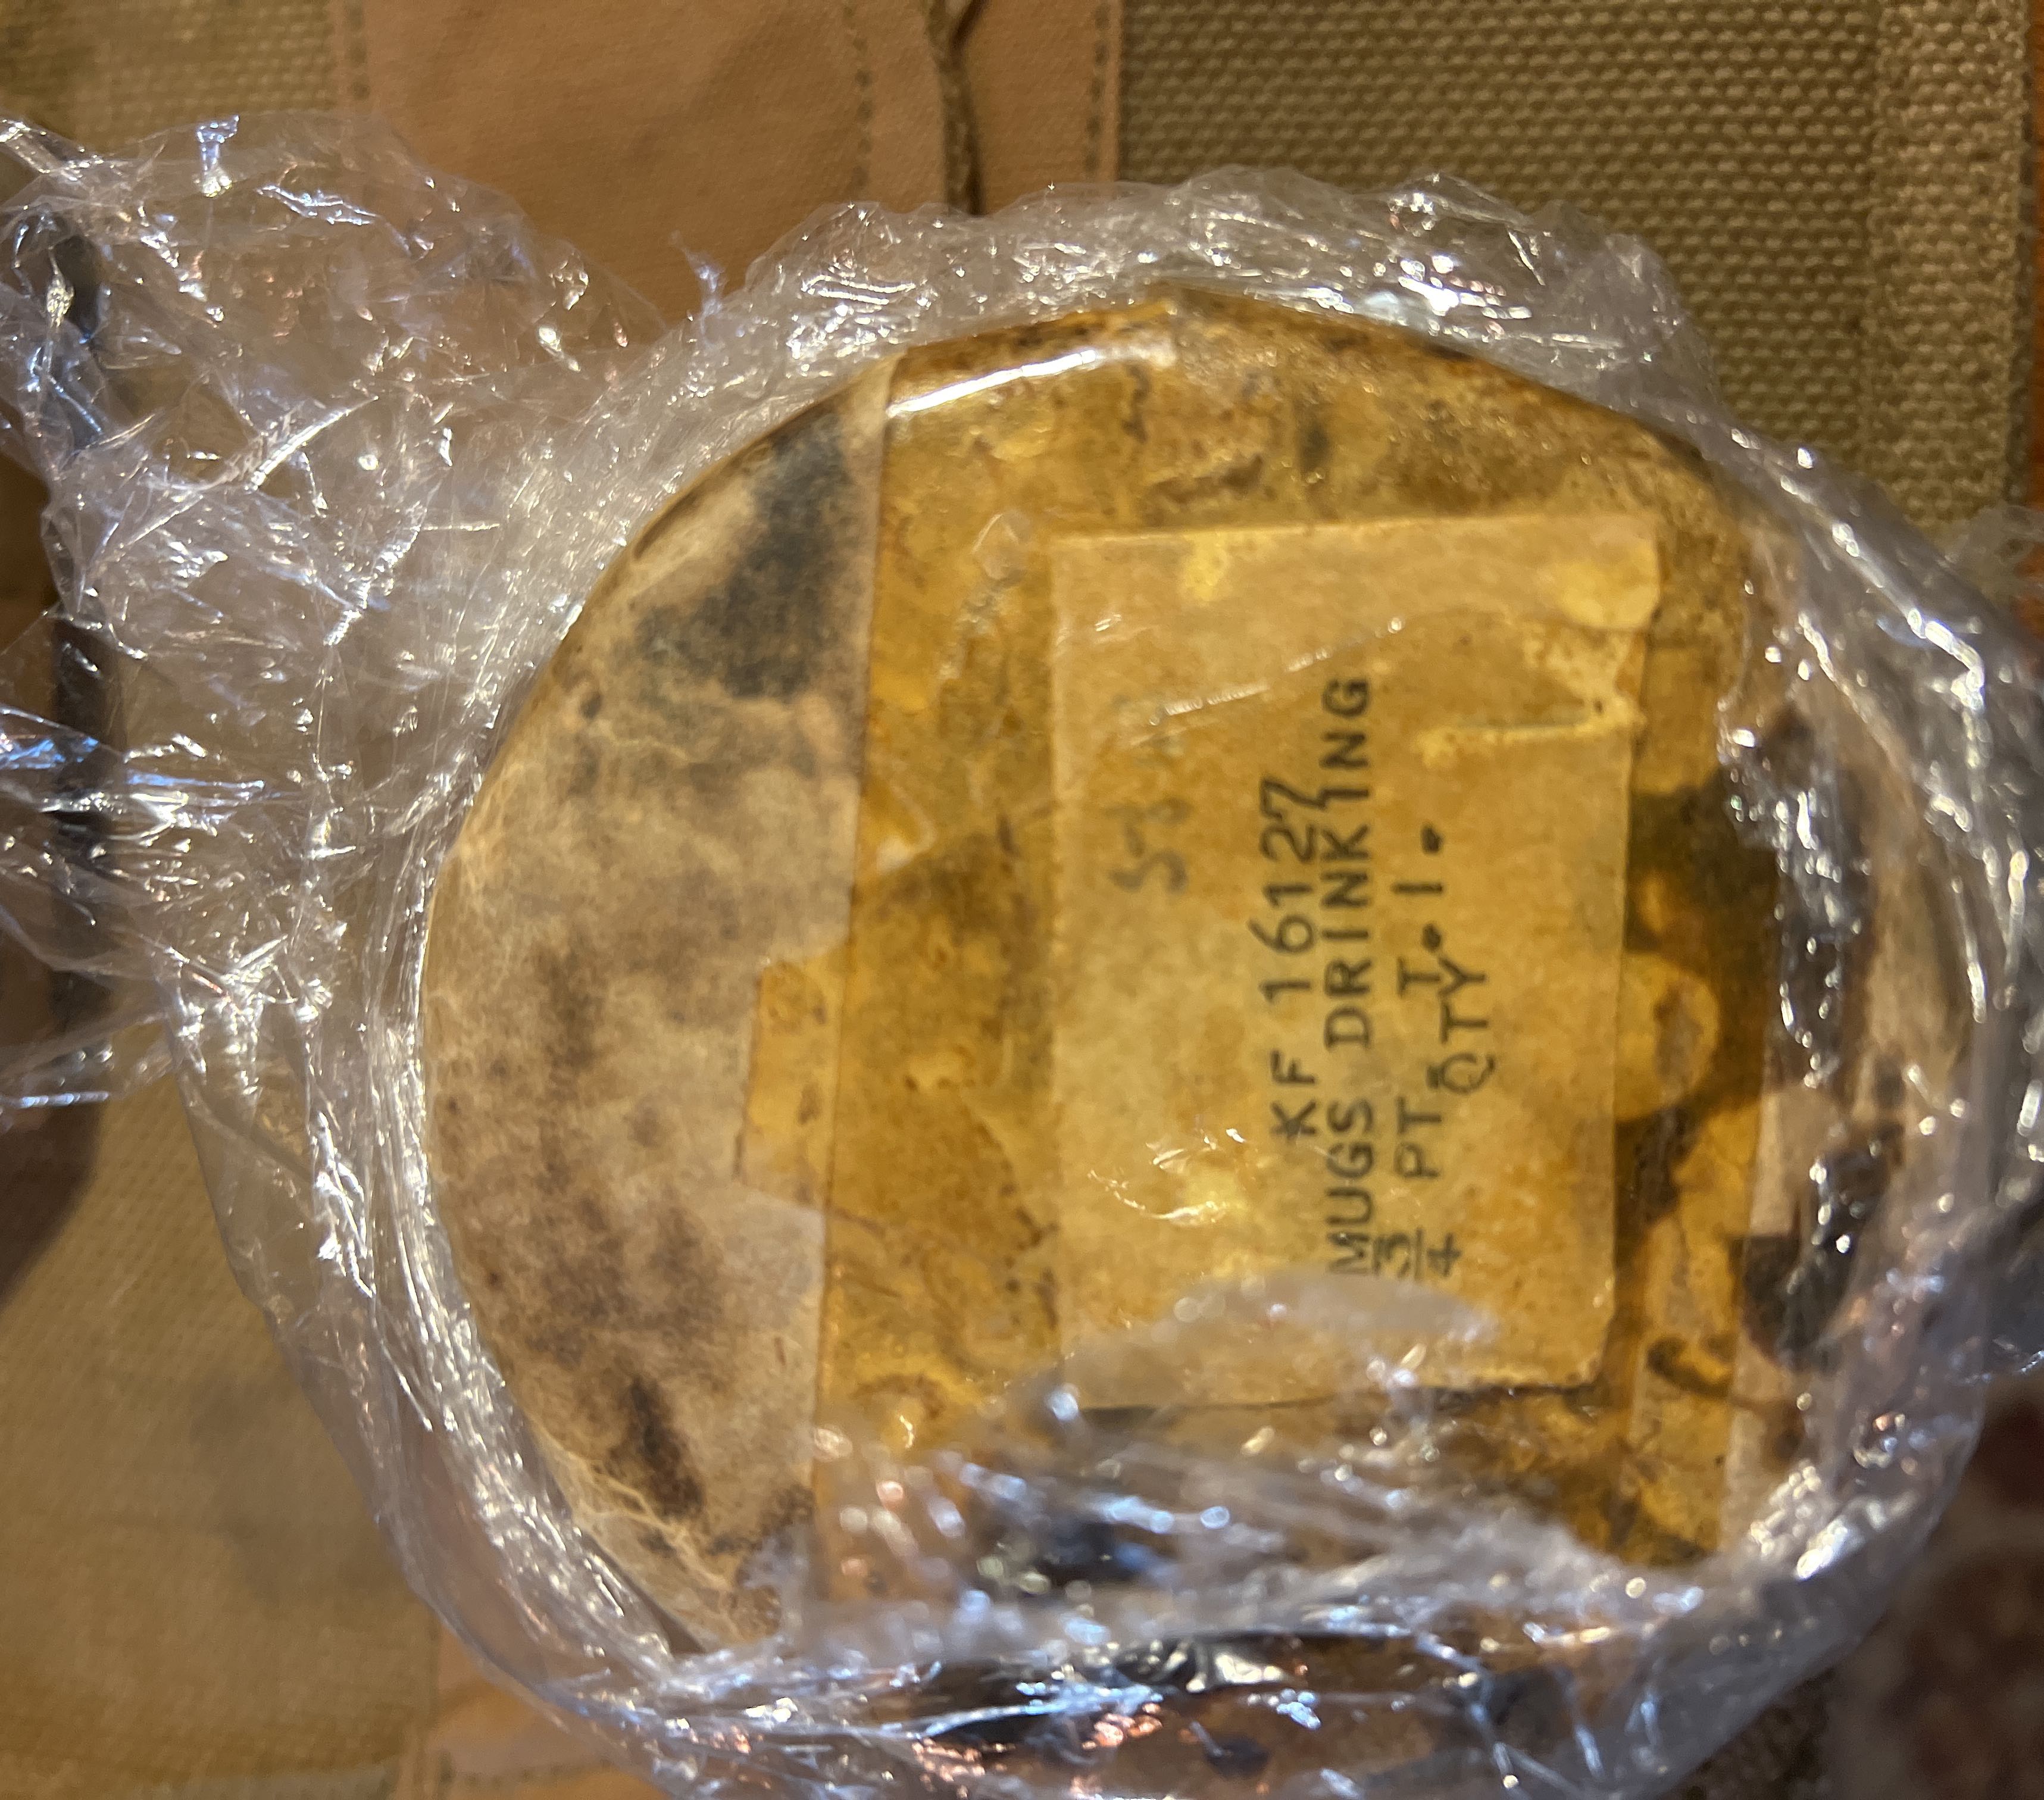 KF 16127
MUGS DRINKING
3/4 PT T.
QTY. 1.